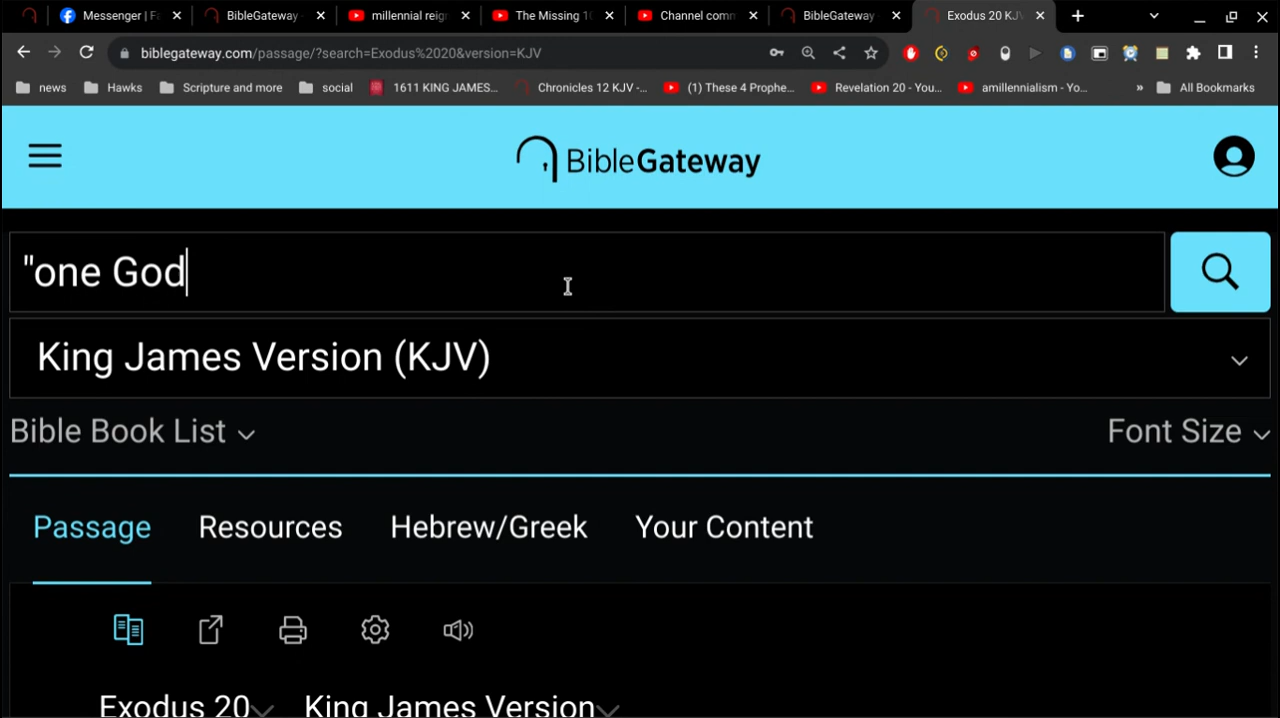 Messenger | F
BibleGateway
millennial reig
The Missing 1
Channel comm
BibleGateway
Exodus 20 KJ
biblegateway.com/passage/?search=Exodus%2020&version=KJV
news
Hawks
Scripture and more
social
1611 KING JAMES...
Chronicles 12 KJV -...
(1) These 4 Prophe...
Revelation 20 - You...
amillennialism - Yo...
»
All Bookmarks
BibleGateway
"one God
King James Version (KJV)
Bible Book List
Font Size
Passage
Resources
Hebrew/Greek
Your Content
Exodus 20
King James Version